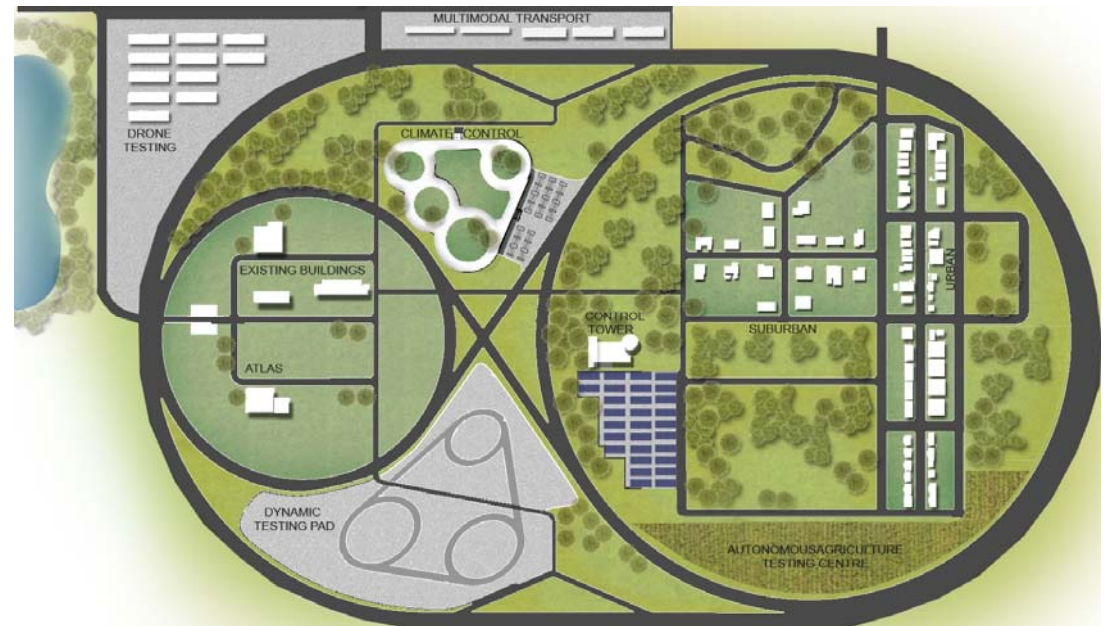 MULTIMODAL TRANSPORT
DRONE
TESTING
CLIMATE CONTROL
EXISTING BUILDINGS
URBAN
CONTROL
TOWER
SUBURBAN
ATLAS
DYNAMIC
TESTING PAD
AUTONOMOUSAGRICULTURE
TESTING CENTRE